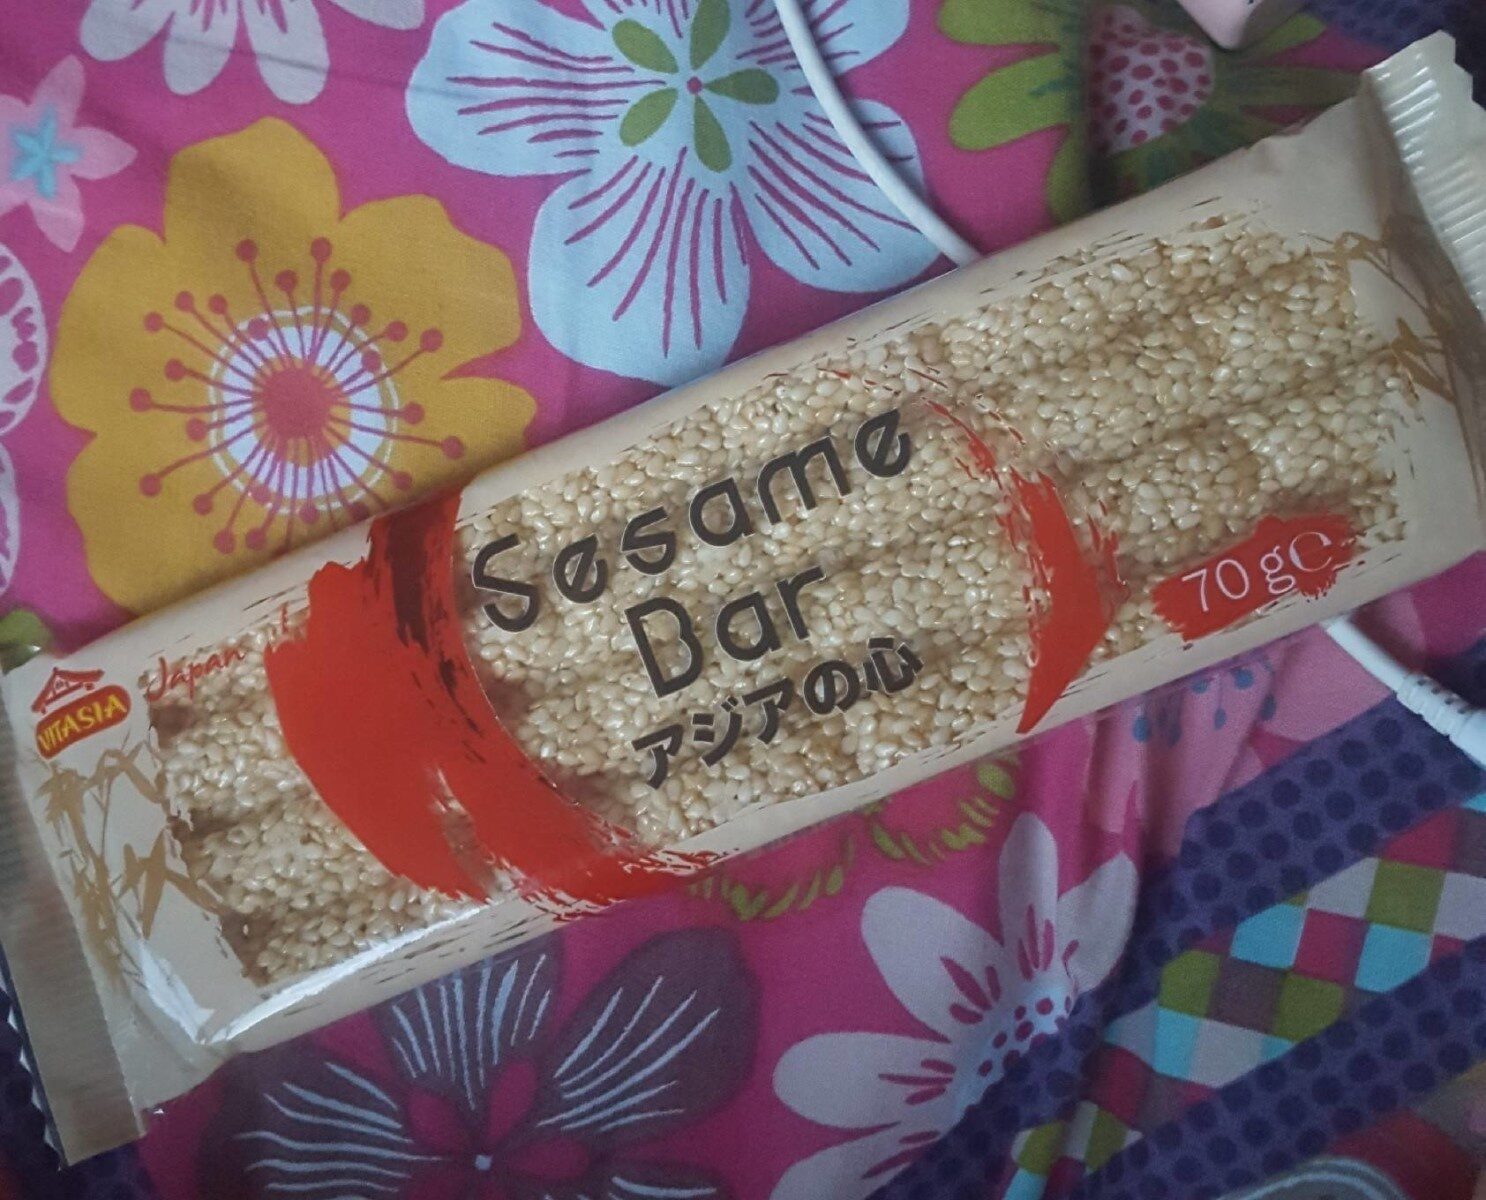 VITASIA
Japan
Sesame
Bar
アジアの心
70 g℮